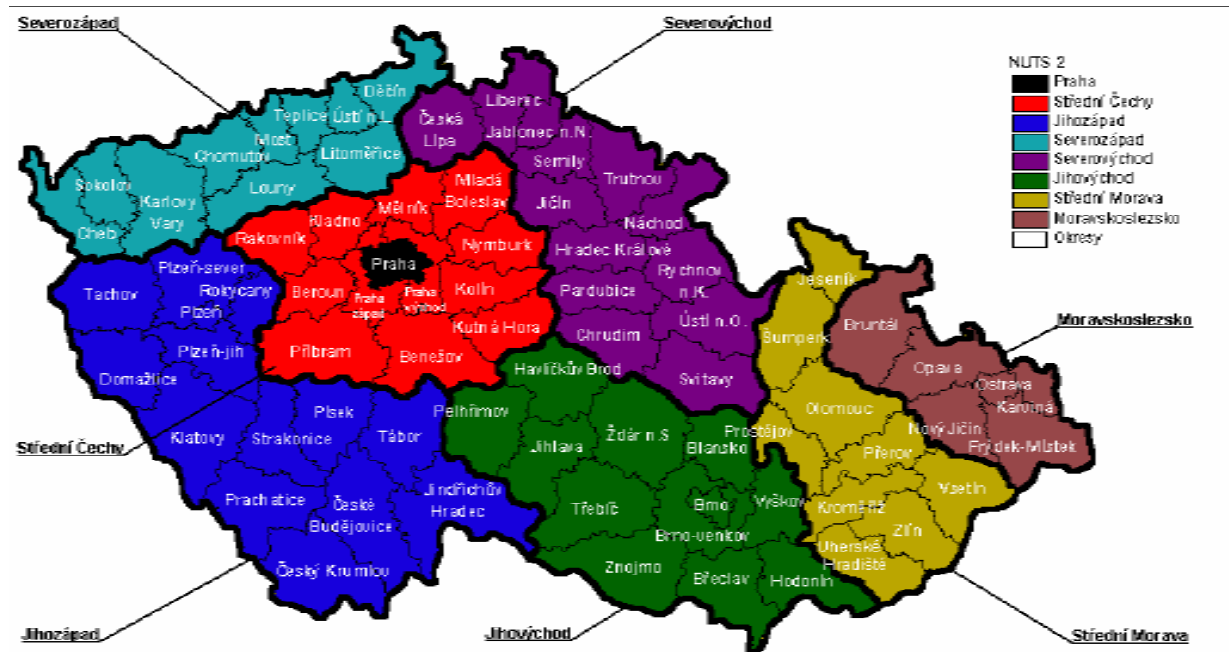 Severozápad
Severovýchod
NUTS 2
Praha
Střední Čechy
Jihozápad
Severozápad
Severovýchod
Jihovýchod
Střední Morava
Moravskoslezsko
Okresy
Děčín
Teplice
Ústí n.L.
Most
Chomutov
Litoměřice
Louny
Sokolov
Karlovy
Vary
Cheb
Česká
Lípa
Liberec
Jablonec n.N.
Semily
Trutnov
Jičín
Náchod
Hradec Králové
Rychnov
n.K.
Pardubice
Ústí n.O.
Chrudim
Svitavy
Mladá
Boleslav
Mělník
Kladno
Rakovník
Nymburk
Praha
Beroun
Praha
západ
Praha
východ
Kolín
Kutná Hora
Příbram
Benešov
Plzeň-sever
Tachov
Rokycany
Plzeň
Plzeň-jih
Domažlice
Klatovy
Písek
Strakonice
Tábor
Prachatice
České
Budějovice
Jindřichův
Hradec
Český Krumlov
Havlíčkův Brod
Pelhřimov
Jihlava
Žďár n.S
Blansko
Třebíč
Brno
Vyškov
Brno-venkov
Znojmo
Břeclav
Hodonín
Jeseník
Šumperk
Olomouc
Prostějov
Přerov
Kroměříž
Vsetín
Zlín
Uherské
Hradiště
Bruntál
Opava
Ostrava
Karviná
Nový Jičín
Frýdek-Místek
Moravskoslezsko
Střední Čechy
Jihozápad
Jihovýchod
Střední Morava